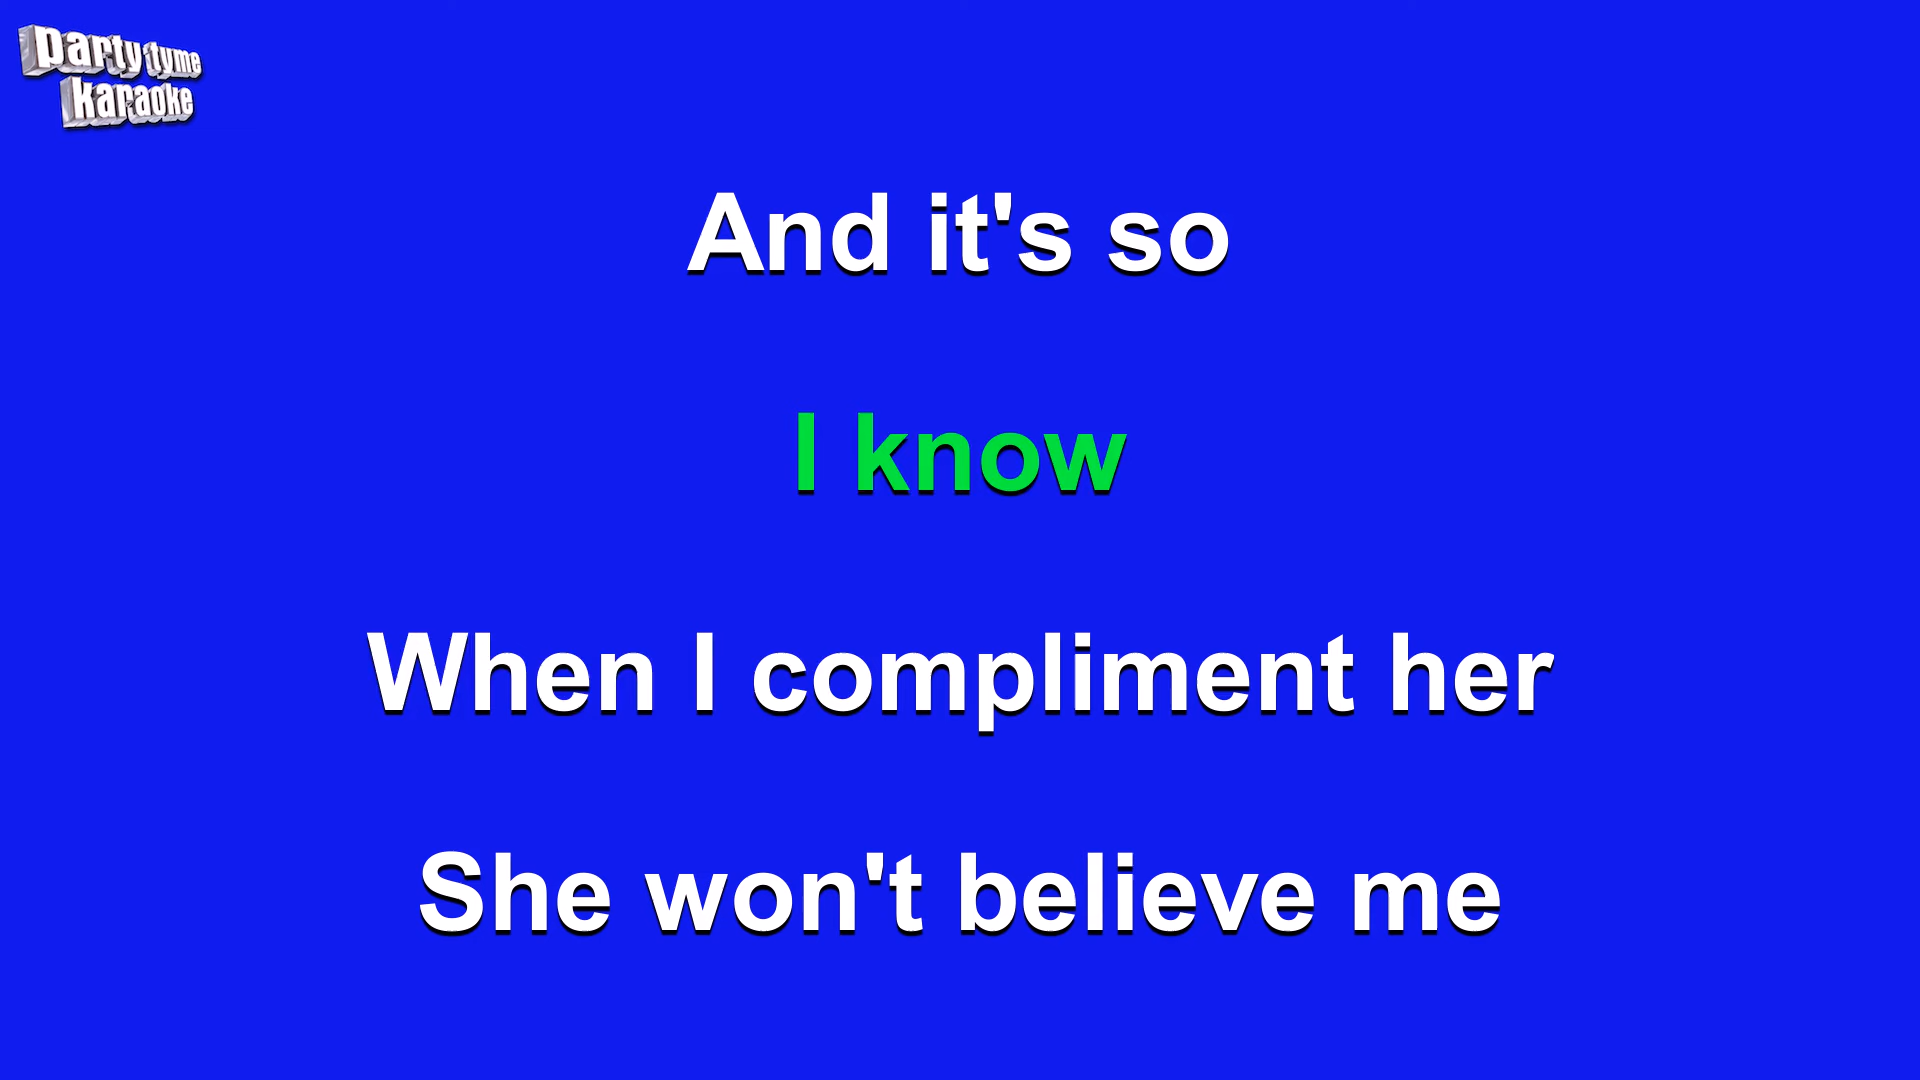 party tyme
karaoke
And it's so
I know
When I compliment her
She won't believe me